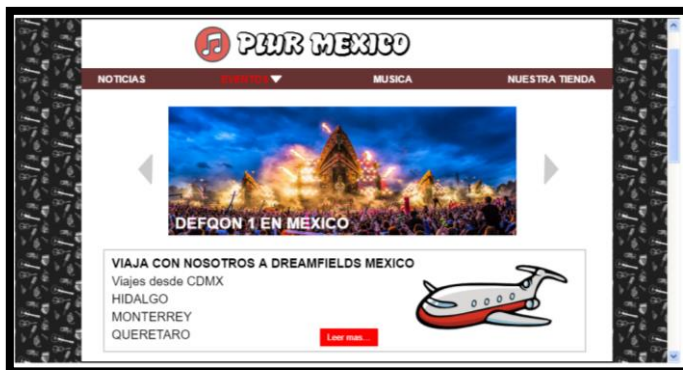 PLUR MEXICO
NOTICIAS EVENTOS MUSICA NUESTRA TIENDA
DEFQON 1 EN MEXICO
VIAJA CON NOSOTROS A DREAMFIELDS MEXICO
Viajes desde CDMX
HIDALGO
MONTERREY
QUERETARO
Leer mas...